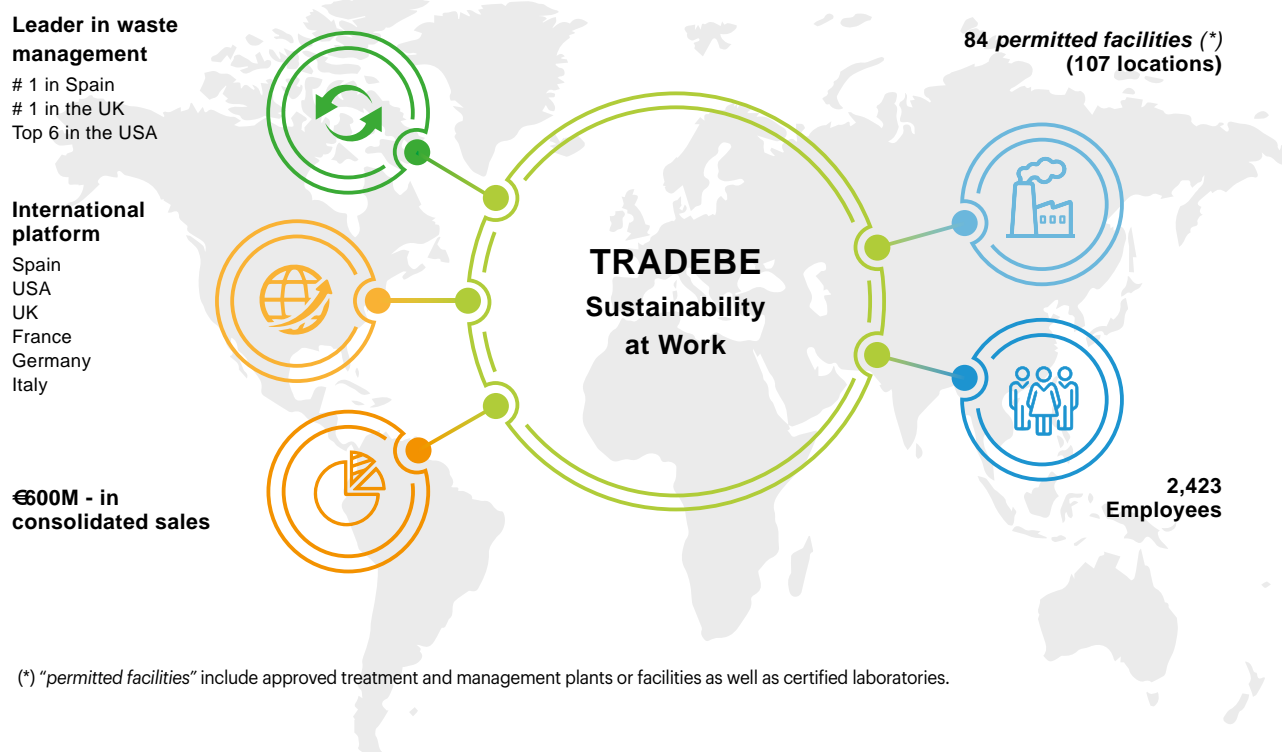 Leader in waste
management
# 1 in Spain
# 1 in the UK
Top 6 in the USA
International
platform
Spain
USA
UK
France
Germany
Italy
€600M - in
consolidated sales
TRADEBE
Sustainability
at Work
84 permitted facilities (*)
(107 locations)
2,423
Employees
(*) “permitted facilities” include approved treatment and management plants or facilities as well as certified laboratories.